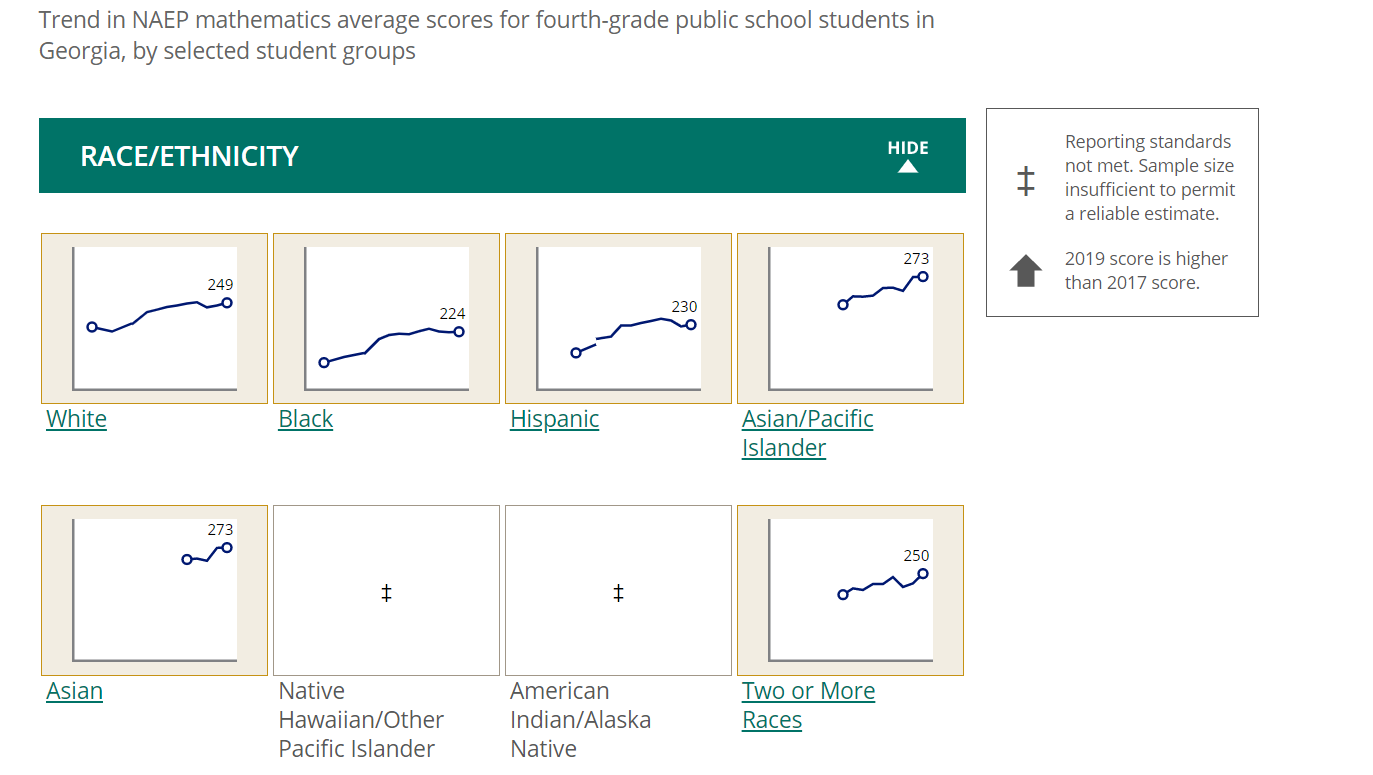 Trend in NAEP mathematics average scores for fourth-grade public school students in
Georgia, by selected student groups
RACE/ETHNICITY
HIDE
‡
Reporting standards
not met. Sample size
insufficient to permit
a reliable estimate.
2019 score is higher
than 2017 score.
249
White
224
Black
230
Hispanic
273
Asian/Pacific
Islander
273
Asian
‡
Native
Hawaiian/Other
Pacific Islander
‡
American
Indian/Alaska
Native
250
Two or More
Races